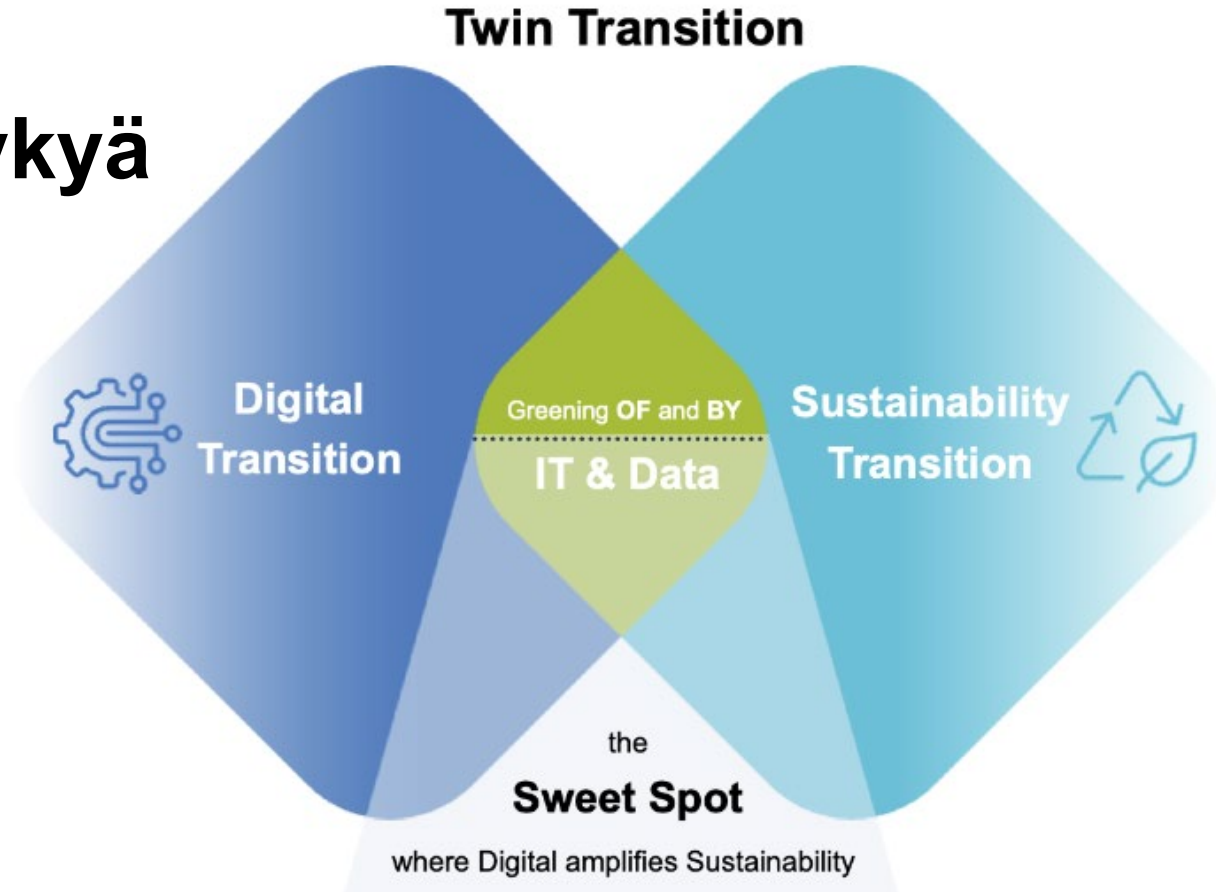 Twin Transition
ykyä
Digital
Transition
Greening OF and BY
IT & Data
Sustainability
Transition
the
Sweet Spot
where Digital amplifies Sustainability